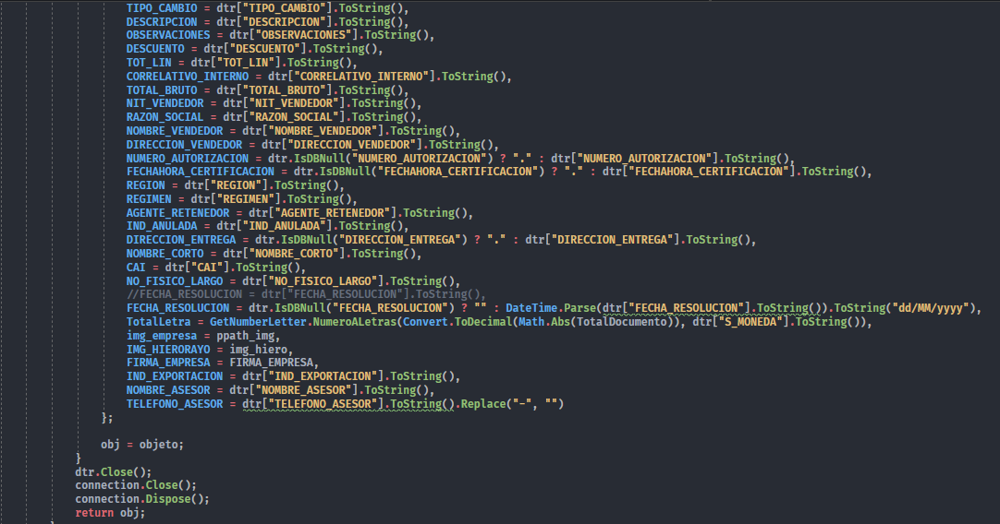 TIPO_CAMBIO = dtr["TIPO_CAMBIO"].ToString(),
DESCRIPCION = dtr["DESCRIPCION"].ToString(),
OBSERVACIONES = dtr["OBSERVACIONES"].ToString(),
DESCUENTO = dtr["DESCUENTO"].ToString(),
TOT_LIN = dtr["TOT_LIN"].ToString(),
CORRELATIVO_INTERNO = dtr["CORRELATIVO_INTERNO"].ToString(),
TOTAL_BRUTO = dtr["TOTAL_BRUTO"].ToString(),
NIT_VENDEDOR = dtr["NIT_VENDEDOR"].ToString(),
RAZON_SOCIAL = dtr["RAZON_SOCIAL"].ToString(),
NOMBRE_VENDEDOR = dtr["NOMBRE_VENDEDOR"].ToString(),
DIRECCION_VENDEDOR = dtr["DIRECCION_VENDEDOR"].ToString(),
NUMERO_AUTORIZACION = dtr.IsDBNull("NUMERO_AUTORIZACION") ? "." : dtr["NUMERO_AUTORIZACION"].ToString(),
FECHAHORA_CERTIFICACION = dtr.IsDBNull("FECHAHORA_CERTIFICACION") ? "." : dtr["FECHAHORA_CERTIFICACION"].ToString(),
REGION = dtr["REGION"].ToString(),
REGIMEN = dtr["REGIMEN"].ToString(),
AGENTE_RETENEDOR = dtr["AGENTE_RETENEDOR"].ToString(),
IND_ANULADA = dtr["IND_ANULADA"].ToString(),
DIRECCION_ENTREGA = dtr.IsDBNull("DIRECCION_ENTREGA") ? "." : dtr["DIRECCION_ENTREGA"].ToString(),
NOMBRE_CORTO = dtr["NOMBRE_CORTO"].ToString(),
CAI = dtr["CAI"].ToString(),
NO_FISICO_LARGO = dtr["NO_FISICO_LARGO"].ToString(),
//FECHA_RESOLUCION = dtr["FECHA_RESOLUCION"].ToString(),
FECHA_RESOLUCION = dtr.IsDBNull("FECHA_RESOLUCION") ? "" : DateTime.Parse(dtr["FECHA_RESOLUCION"].ToString()).ToString("dd/MM/yyyy"),
TotalLetra = GetNumberLetter.NumeroALetras(Convert.ToDecimal(Math.Abs(TotalDocumento)), dtr["S_MONEDA"].ToString()),
img_empresa = ppath_img,
IMG_HIERORAYO = img_hiero,
FIRMA_EMPRESA = FIRMA_EMPRESA,
IND_EXPORTACION = dtr["IND_EXPORTACION"].ToString(),
NOMBRE_ASESOR = dtr["NOMBRE_ASESOR"].ToString(),
TELEFONO_ASESOR = dtr["TELEFONO_ASESOR"].ToString().Replace("-", "")
};
obj = objeto;
}
dtr.Close();
connection.Close();
connection.Dispose();
return obj;